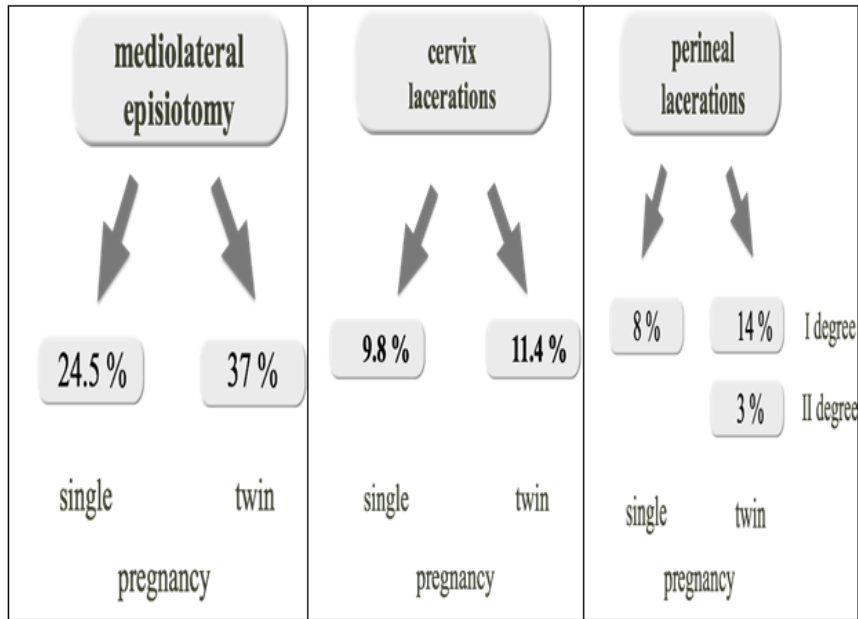 mediolateral
episiotomy
24.5 %
37 %
single
twin
pregnancy
cervix
lacerations
9.8 %
11.4 %
single
twin
pregnancy
perineal
lacerations
8 %
14 %
I degree
3 %
II degree
single
twin
pregnancy